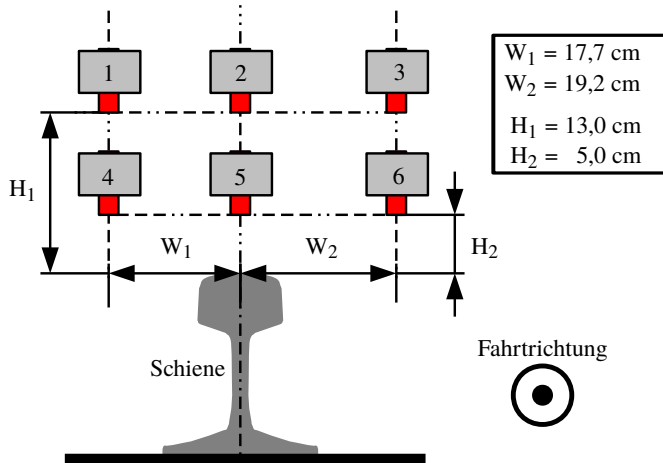 1 2 3
W₁ = 17,7 cm
W₂ = 19,2 cm
H₁ = 13,0 cm
H₂ = 5,0 cm
4 5 6
H₁
W₁ W₂ H₂
Schiene
Fahrtrichtung